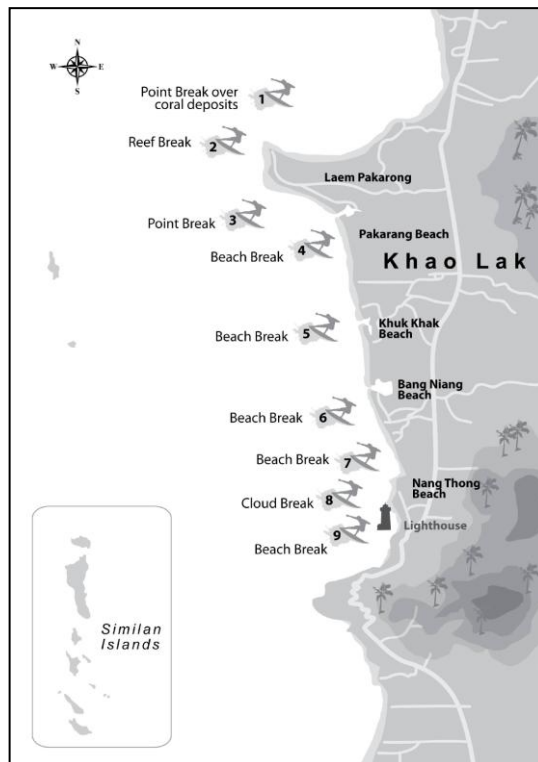 N
W E
S
Point Break over
coral deposits
1
Reef Break
2
Laem Pakarong
Point Break
3
Pakarang Beach
Beach Break
4
Khao Lak
Beach Break
5
Khuk Khak
Beach
Bang Niang
Beach
Beach Break
6
Beach Break
7
Nang Thong
Beach
Cloud Break
8
Lighthouse
Beach Break
9
Similan
Islands